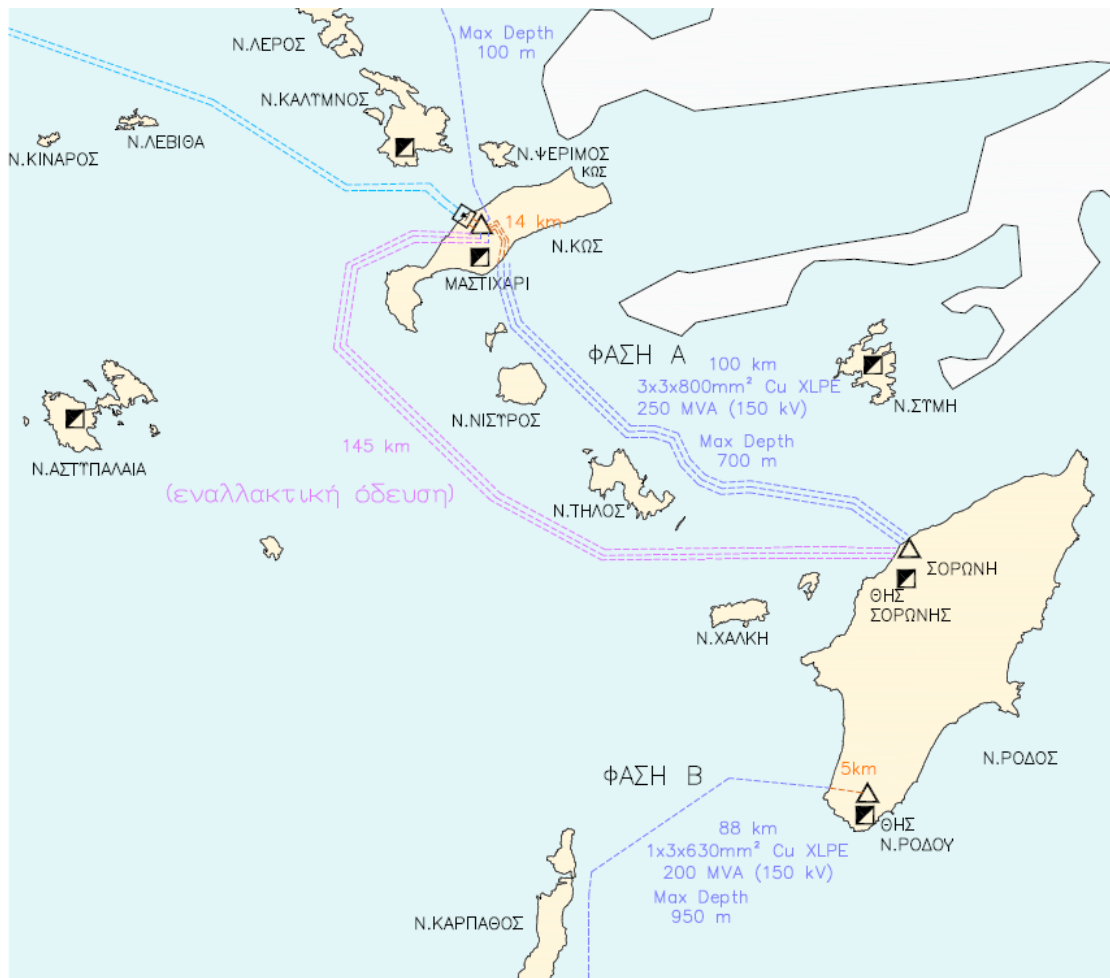 Max Depth
100 m
Ν.ΛΕΡΟΣ
Ν.ΚΑΛΥΜΝΟΣ
Ν.ΛΕΒΙΘΑ
Ν.ΚΙΝΑΡΟΣ
Ν.ΨΕΡΙΜΟΣ
ΚΩΣ
14 km
Ν.ΚΩΣ
ΜΑΣΤΙΧΑΡΙ
ΦΑΣΗ Α
100 km
3x3x800mm² Cu XLPE
250 MVA (150 kV)
Ν.ΣΥΜΗ
Ν.ΝΙΣΥΡΟΣ
Max Depth
700 m
145 km
Ν.ΑΣΤΥΠΑΛΑΙΑ
(εναλλακτική όδευση)
Ν.ΤΗΛΟΣ
ΣΟΡΩΝΗ
ΘΗΣ
ΣΟΡΩΝΗΣ
Ν.ΧΑΛΚΗ
Ν.ΡΟΔΟΣ
ΦΑΣΗ Β
5km
88 km
1x3x630mm² Cu XLPE
200 MVA (150 kV)
Max Depth
950 m
ΘΗΣ
Ν.ΡΟΔΟΥ
Ν.ΚΑΡΠΑΘΟΣ